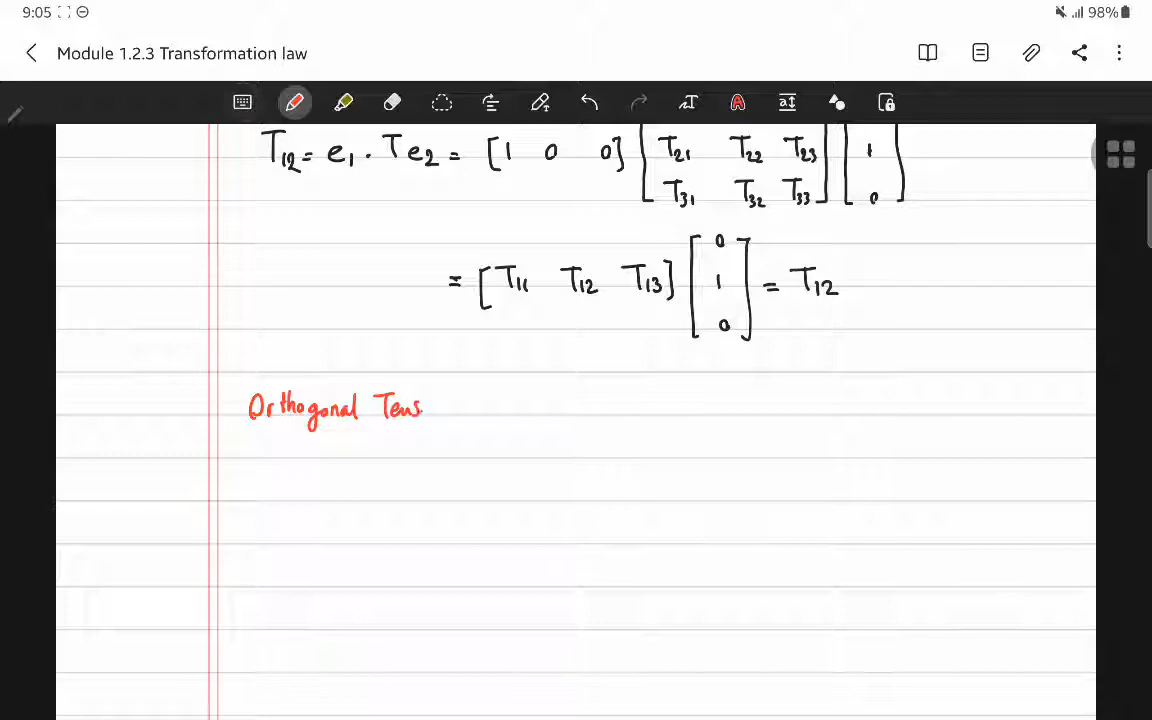 9:05 98%
Module 1.2.3 Transformation law
T12 = e1 . T e2 = [1 0 0] [T21 T22 T23 T31 T32 T33] [1 0]
= [T11 T12 T13] [0 1 0] = T12
Orthogonal Tens